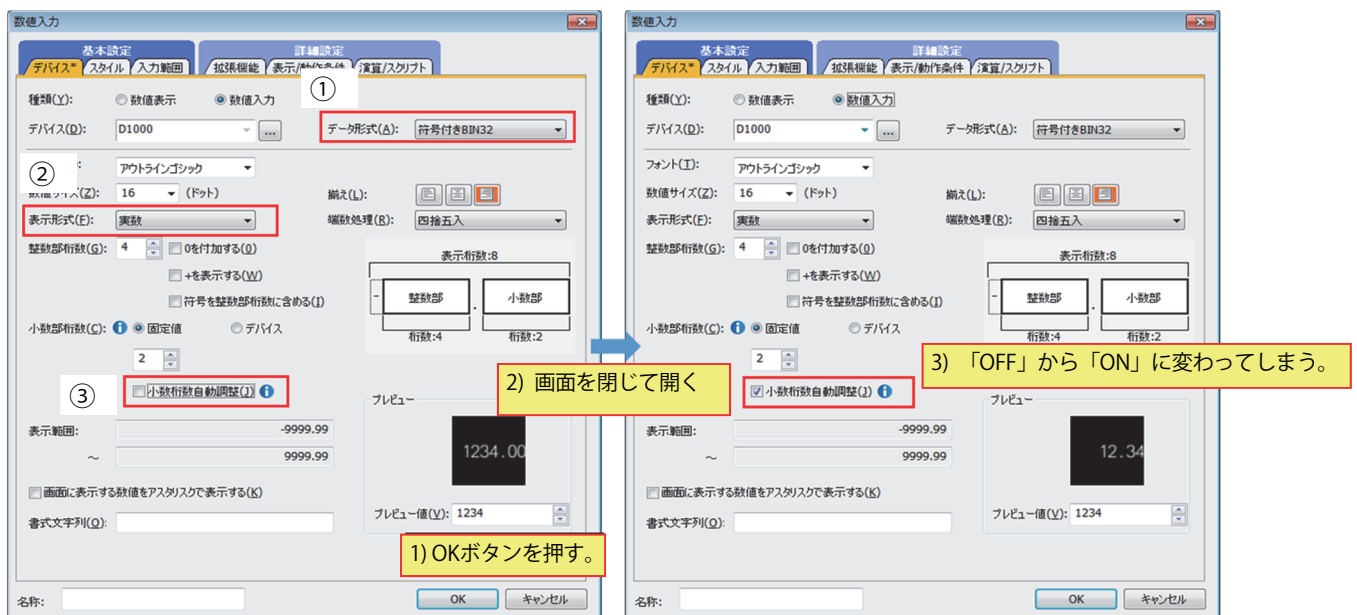 数値入力
基本設定
詳細設定
デバイス* スタイル 入力範囲 拡張機能 表示/動作条件 演算/スクリプト
①
種類(Y): 数値表示 数値入力
デバイス(D): D1000 ... データ形式(A): 符号付きBIN32
② : アウトラインゴシック
数値サイズ(Z): 16 (ドット) 揃え(L):
表示形式(F): 実数 端数処理(R): 四捨五入
整数部桁数(G): 4 0を付加する(0)
+を表示する(W)
符号を整数部桁数に含める(I)
表示桁数:8
- 整数部 . 小数部
桁数:4 桁数:2
小数部桁数(C): 固定値 デバイス
2
③ 小数桁数自動調整(J)
表示範囲: -9999.99
～ 9999.99
プレビュー
1234.00
画面に表示する数値をアスタリスクで表示する(K)
プレビュー値(V): 1234
書式文字列(O):
1) OKボタンを押す。
名称: OK キャンセル
2) 画面を閉じて開く
数値入力
基本設定
詳細設定
デバイス* スタイル 入力範囲 拡張機能 表示/動作条件 演算/スクリプト
種類(Y): 数値表示 数値入力
デバイス(D): D1000 ... データ形式(A): 符号付きBIN32
フォント(T): アウトラインゴシック
数値サイズ(Z): 16 (ドット) 揃え(L):
表示形式(F): 実数 端数処理(R): 四捨五入
整数部桁数(G): 4 0を付加する(0)
+を表示する(W)
符号を整数部桁数に含める(I)
表示桁数:8
- 整数部 . 小数部
桁数:4 桁数:2
小数部桁数(C): 固定値 デバイス
2
3) 「OFF」から「ON」に変わってしまう。
小数桁数自動調整(J)
表示範囲: -9999.99
～ 9999.99
プレビュー
12.34
画面に表示する数値をアスタリスクで表示する(K)
プレビュー値(V): 1234
書式文字列(O):
名称: OK キャンセル